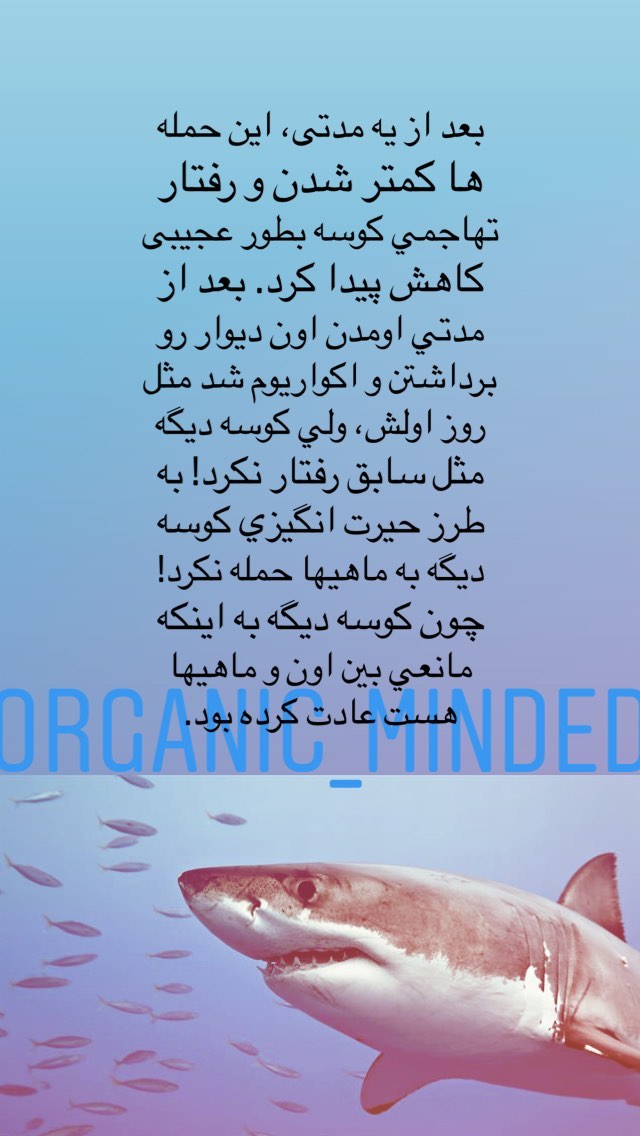 بعد از یه مدتی، این حمله
ها کمتر شدن و رفتار
تهاجمي کوسه بطور عجیبی
کاهش پیدا کرد. بعد از
مدتي اومدن اون دیوار رو
برداشتن و اکواریوم شد مثل
روز اولش، ولي کوسه دیگه
مثل سابق رفتار نکرد! به
طرز حیرت انگیزي کوسه
دیگه به ماهیها حمله نکرد!
چون کوسه دیگه به اینکه
مانعي بین اون و ماهیها
هست عادت کرده بود.
ORGANIC_MINDED